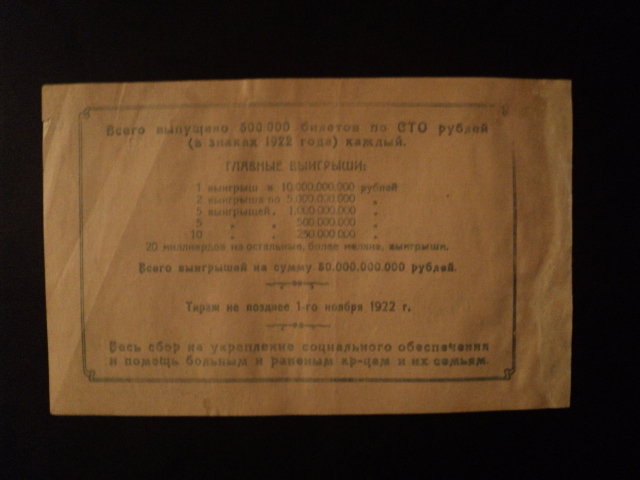 Всего выпущено 500.000 билетов по СТО рублей
(в знаках 1922 года) каждый.
ГЛАВНЫЕ ВЫИГРЫШИ:
1 выигрыш в 10.000.000.000 рублей
2 выигрыша по 5.000.000.000 „
5 выигрышей „ 1.000.000.000 „
5 „ „ 500.000.000 „
10 „ „ 250.000.000 „
20 миллиардов на остальные, более мелкие, выигрыши.
Всего выигрышей на сумму 50.000.000.000 рублей.
Тираж не позднее 1-го ноября 1922 г.
Весь сбор на укрепление социального обеспечения
и помощь больным и раненым кр-цам и их семьям.